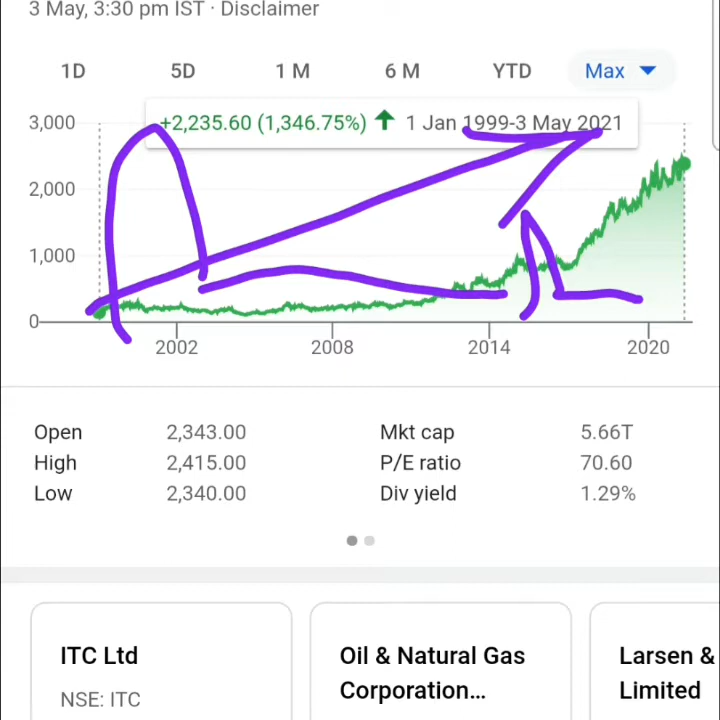 3 May, 3:30 pm IST · Disclaimer
1D 5D 1 M 6 M YTD Max
+2,235.60 (1,346.75%) ↑ 1 Jan 1999-3 May 2021
3,000
2,000
1,000
0
2002 2008 2014 2020
Open 2,343.00 Mkt cap 5.66T
High 2,415.00 P/E ratio 70.60
Low 2,340.00 Div yield 1.29%
ITC Ltd Oil & Natural Gas Larsen &
NSE: ITC Corporation... Limited